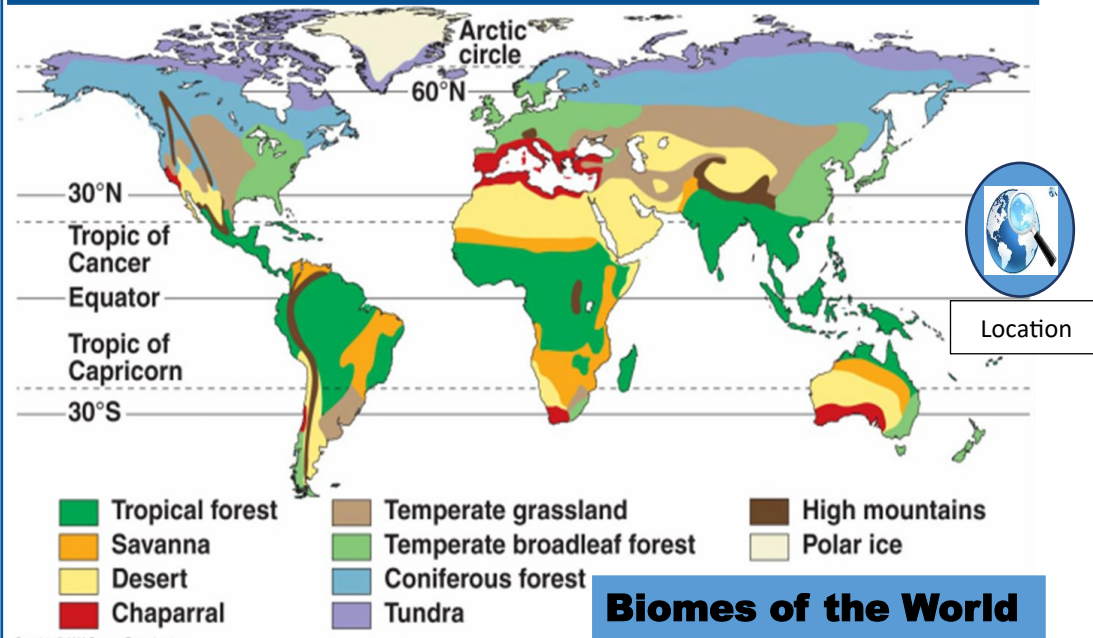 Arctic
circle
60°N
30°N
Tropic of
Cancer
Equator
Location
Tropic of
Capricorn
30°S
Tropical forest
Savanna
Desert
Chaparral
Temperate grassland
Temperate broadleaf forest
Coniferous forest
Tundra
High mountains
Polar ice
Biomes of the World